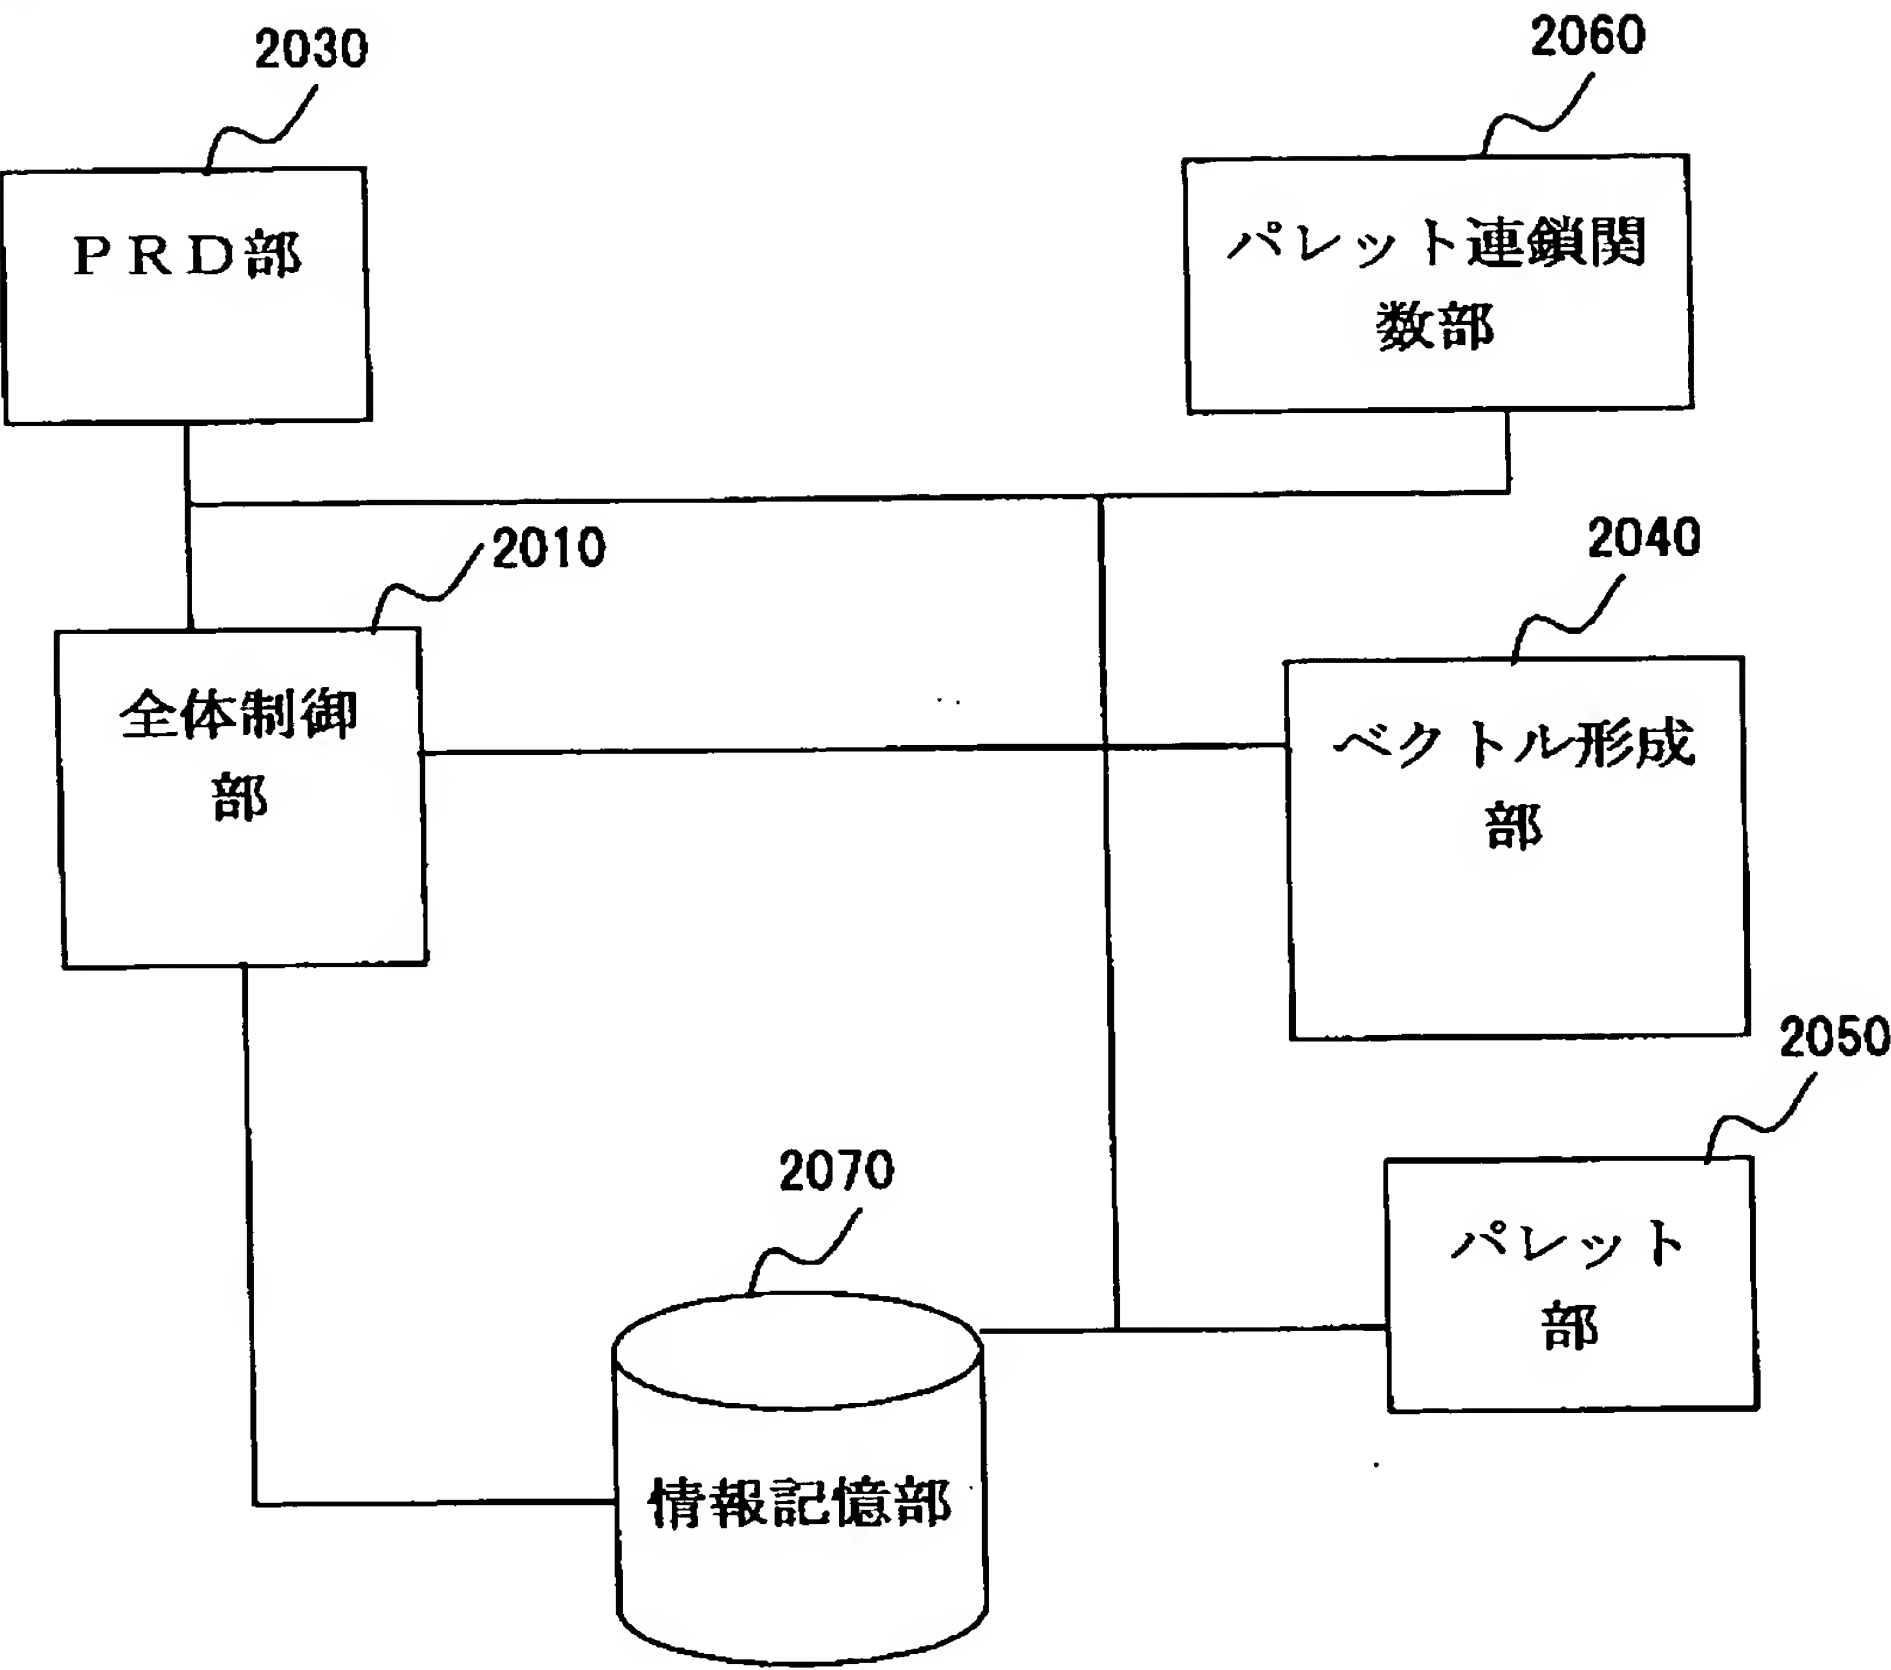 2030
ＰＲＤ部
2060
パレット連鎖関
数部
2010
全体制御
部
2040
ベクトル形成
部
2050
パレット
部
2070
情報記憶部